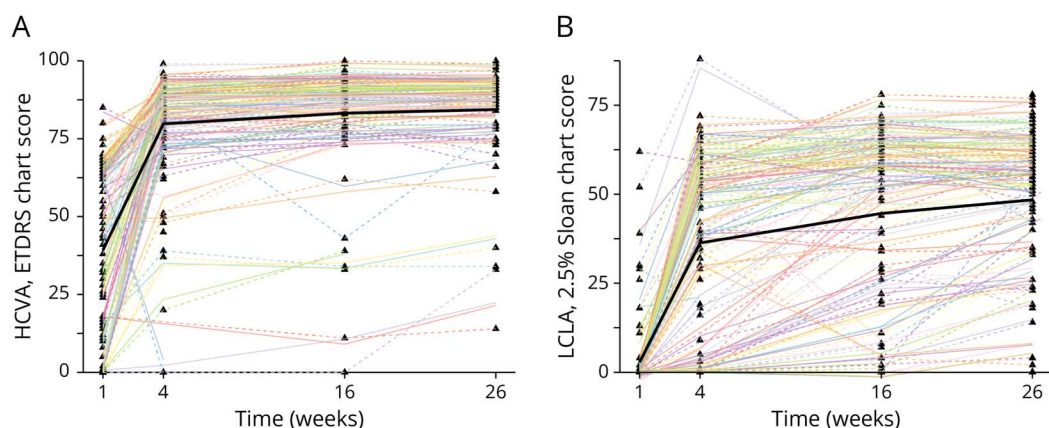 A
HCVA, ETDRS chart score
100
75
50
25
0
1 4 16 26
Time (weeks)
B
LCLA, 2.5% Sloan chart score
75
50
25
0
1 4 16 26
Time (weeks)